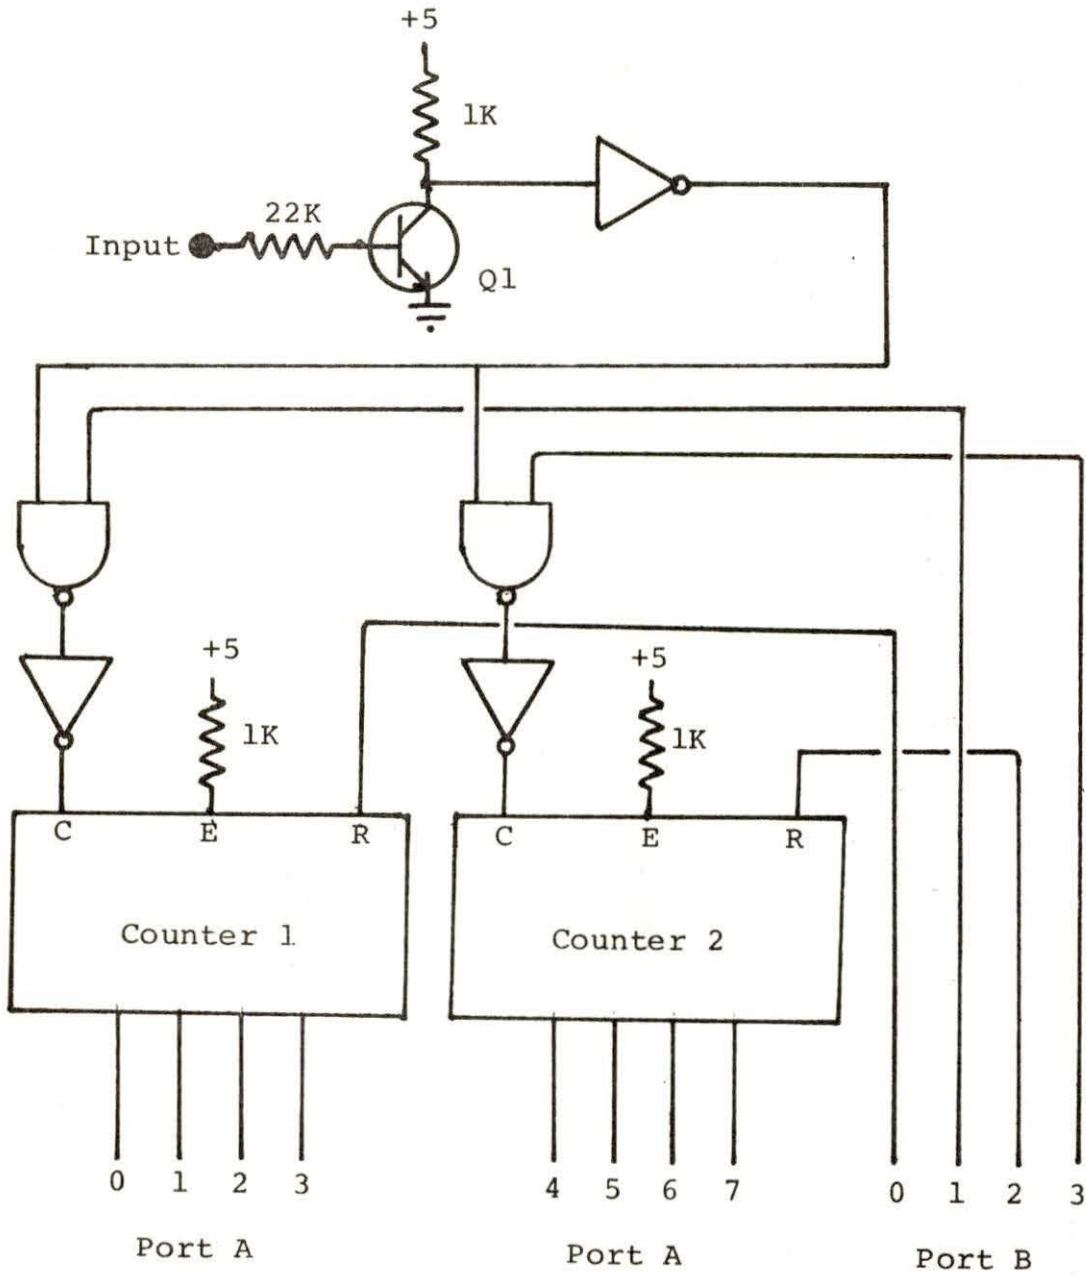 +5
1K
22K
Input
Q1
+5
1K
+5
1K
C E R
C E R
Counter 1
Counter 2
0 1 2 3
4 5 6 7
0 1 2 3
Port A
Port A
Port B